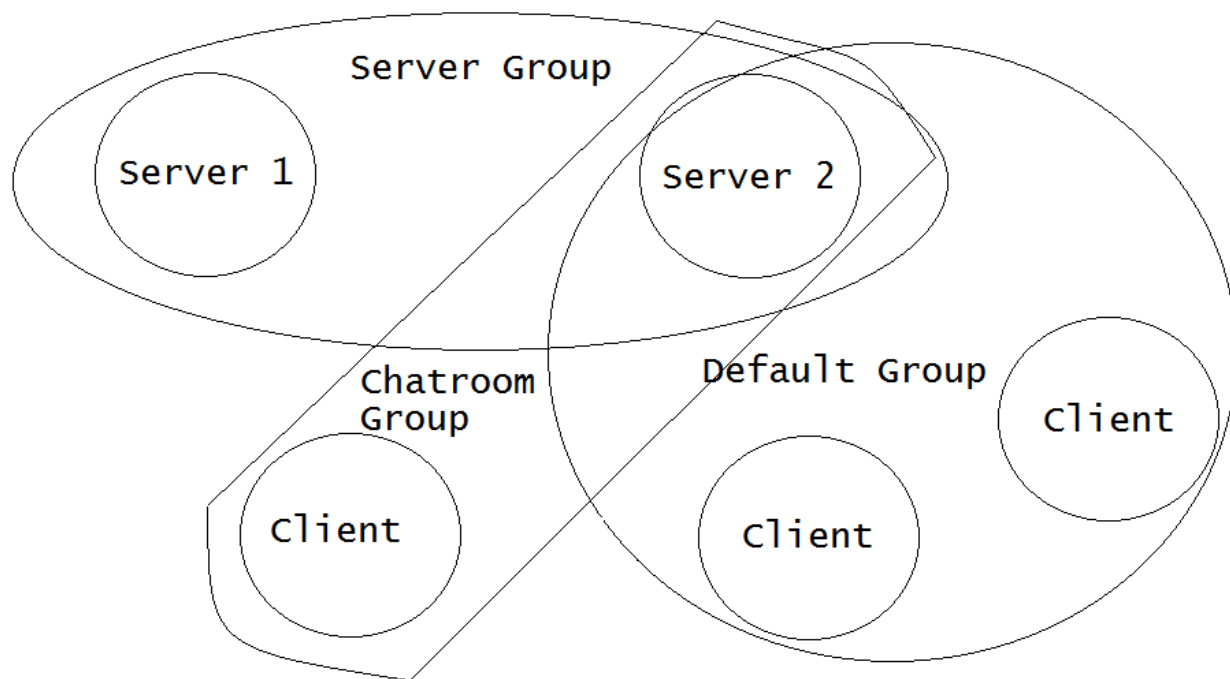 Server Group
Server 1
Server 2
Chatroom
Group
Default Group
Client
Client
Client